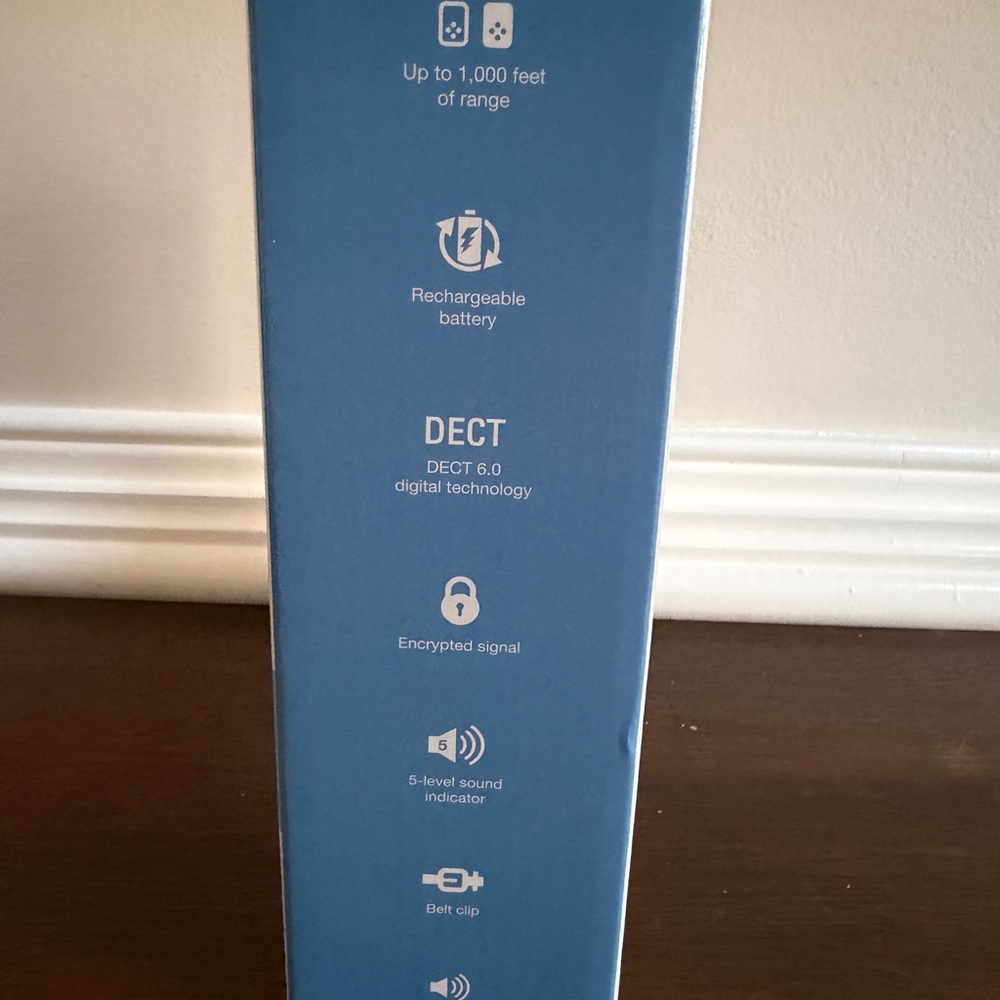 Up to 1,000 feet
of range
Rechargeable
battery
DECT
DECT 6.0
digital technology
Encrypted signal
5
5-level sound
indicator
Belt clip